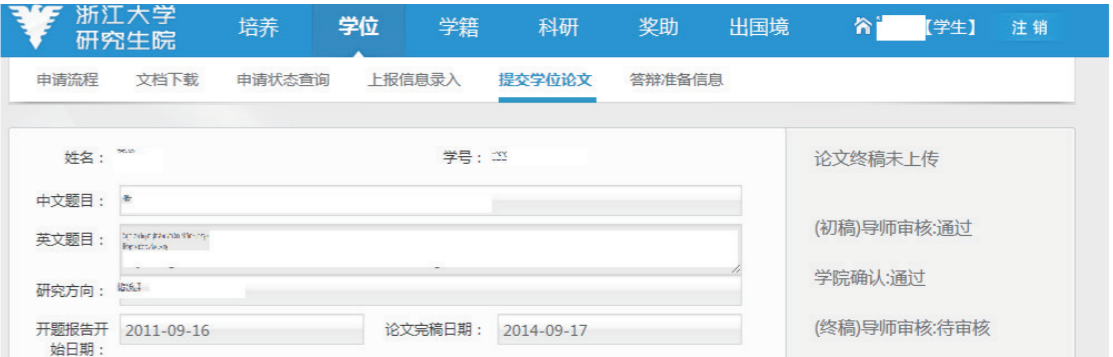 浙江大学
研究生院
培养 学位 学籍 科研 奖助 出国境 【学生】 注 销
申请流程 文档下载 申请状态查询 上报信息录入 提交学位论文 答辩准备信息
姓名： 学号： 论文终稿未上传
中文题目：
(初稿)导师审核:通过
英文题目：
学院确认:通过
研究方向：
开题报告开 2011-09-16 论文完稿日期： 2014-09-17 (终稿)导师审核:待审核
始日期：